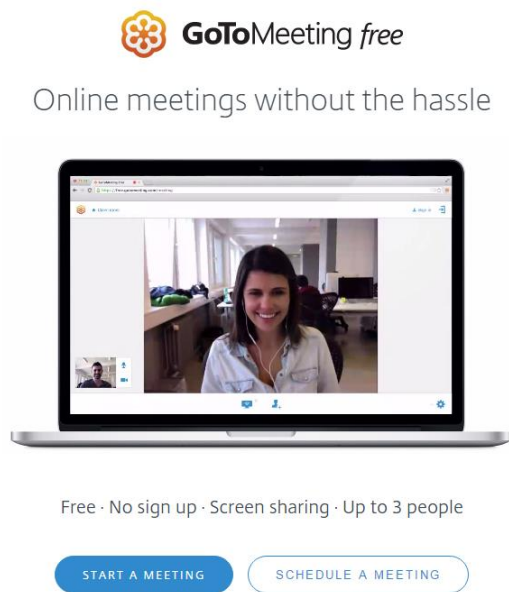 GoToMeeting free
Online meetings without the hassle
Free · No sign up · Screen sharing · Up to 3 people
START A MEETING
SCHEDULE A MEETING